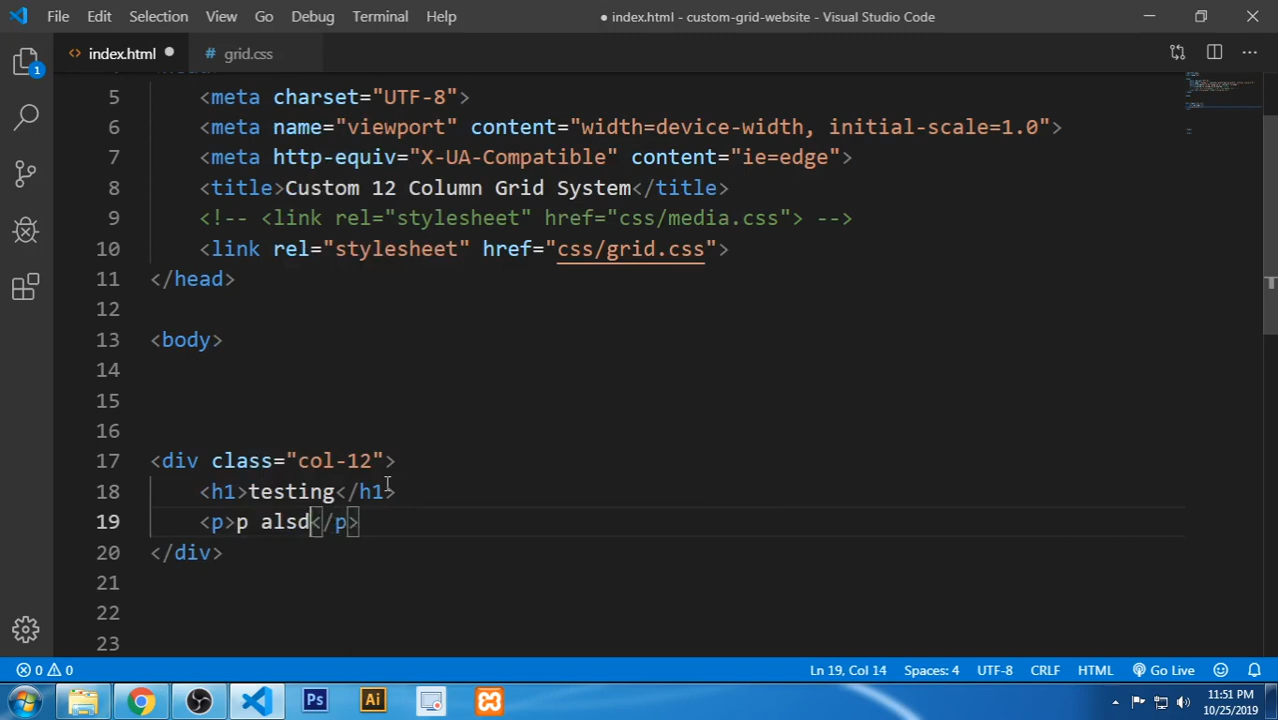 File Edit Selection View Go Debug Terminal Help ● index.html - custom-grid-website - Visual Studio Code
<> index.html ● # grid.css
1
5 <meta charset="UTF-8">
6 <meta name="viewport" content="width=device-width, initial-scale=1.0">
7 <meta http-equiv="X-UA-Compatible" content="ie=edge">
8 <title>Custom 12 Column Grid System</title>
9 <!-- <link rel="stylesheet" href="css/media.css"> -->
10 <link rel="stylesheet" href="css/grid.css">
11 </head>
12
13 <body>
14
15
16
17 <div class="col-12">
18 <h1>testing</h1>
19 <p>p alsd</p>
20 </div>
21
22
23
0 0 Ln 19, Col 14 Spaces: 4 UTF-8 CRLF HTML Go Live
Ps Ai 11:51 PM
10/25/2019